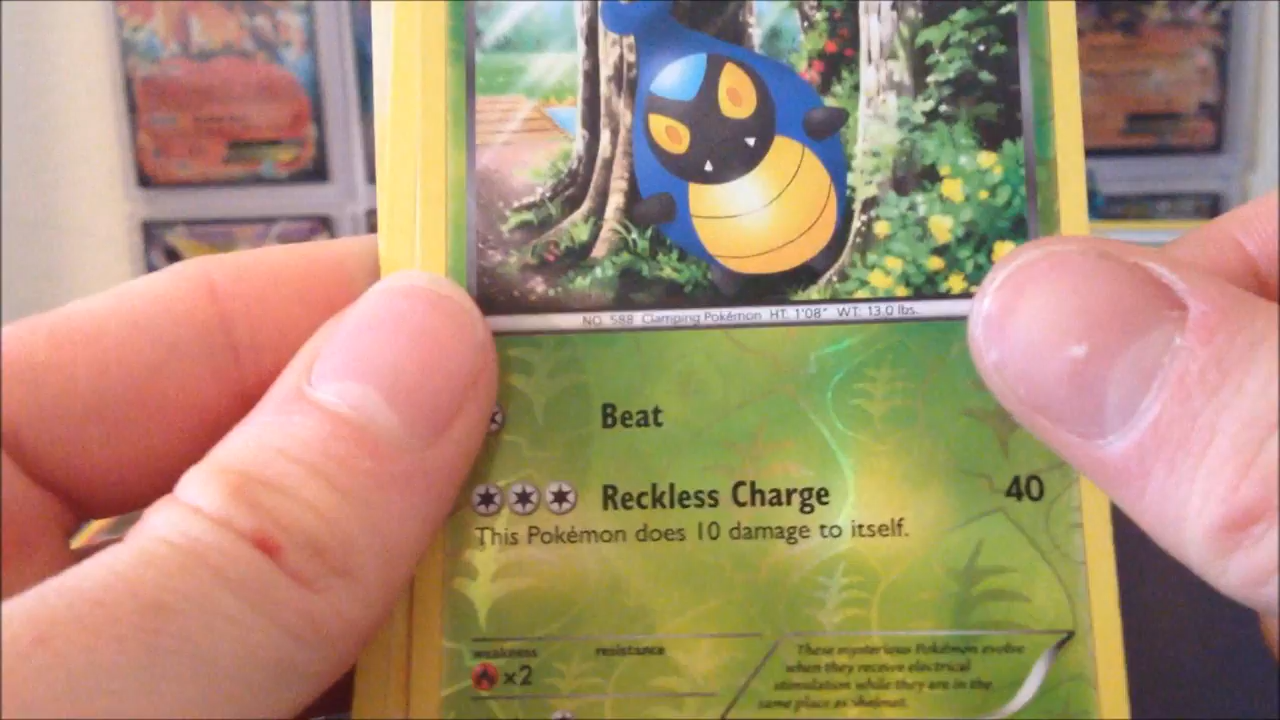 NO. 588 Clamping Pokémon HT: 1'08" WT: 13.0 lbs.
Beat
Reckless Charge 40
This Pokémon does 10 damage to itself.
weakness resistance
×2
These mysterious Pokémon evolve
when they receive electrical
stimulation while they are in the
same place as Shelmet.